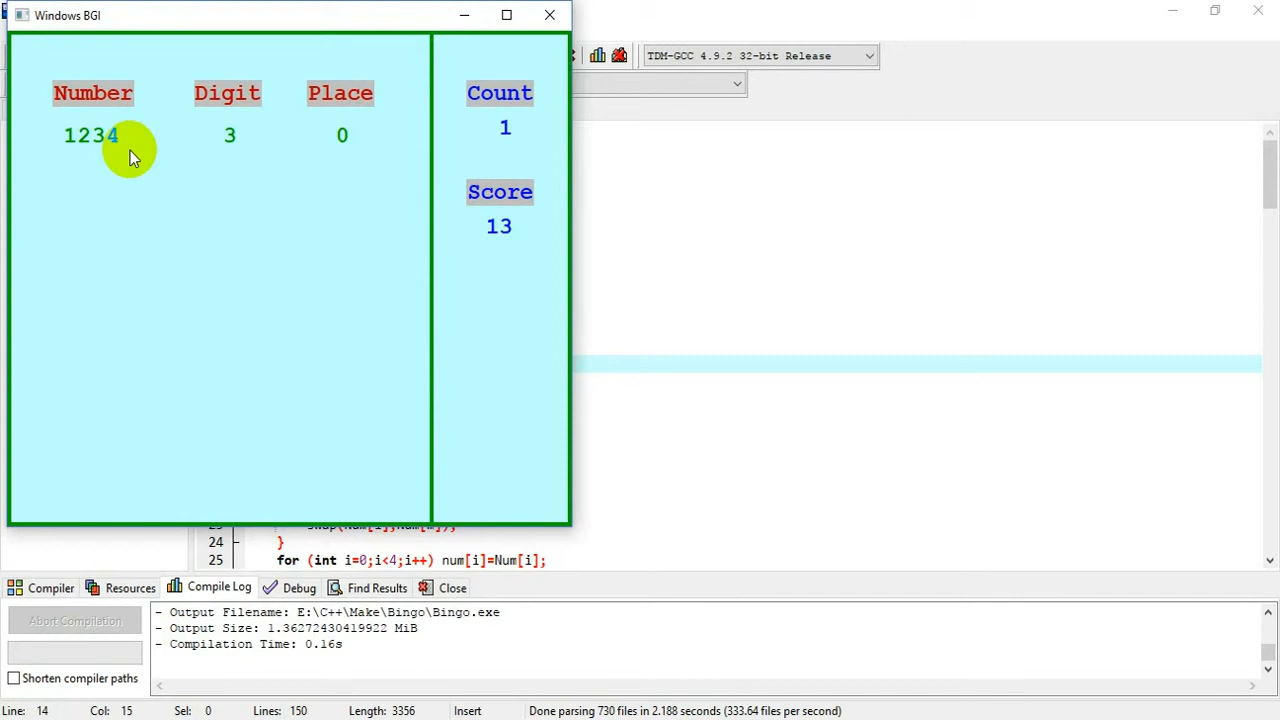 Windows BGI
TDM-GCC 4.9.2 32-bit Release
Number Digit Place Count
1234 3 0 1
Score
13
24 }
25 for (int i=0;i<4;i++) num[i]=Num[i];
Compiler Resources Compile Log Debug Find Results Close
Abort Compilation
Shorten compiler paths
- Output Filename: E:\C++\Make\Bingo\Bingo.exe
- Output Size: 1.36272430419922 MiB
- Compilation Time: 0.16s
Line: 14 Col: 15 Sel: 0 Lines: 150 Length: 3356 Insert Done parsing 730 files in 2.188 seconds (333.64 files per second)